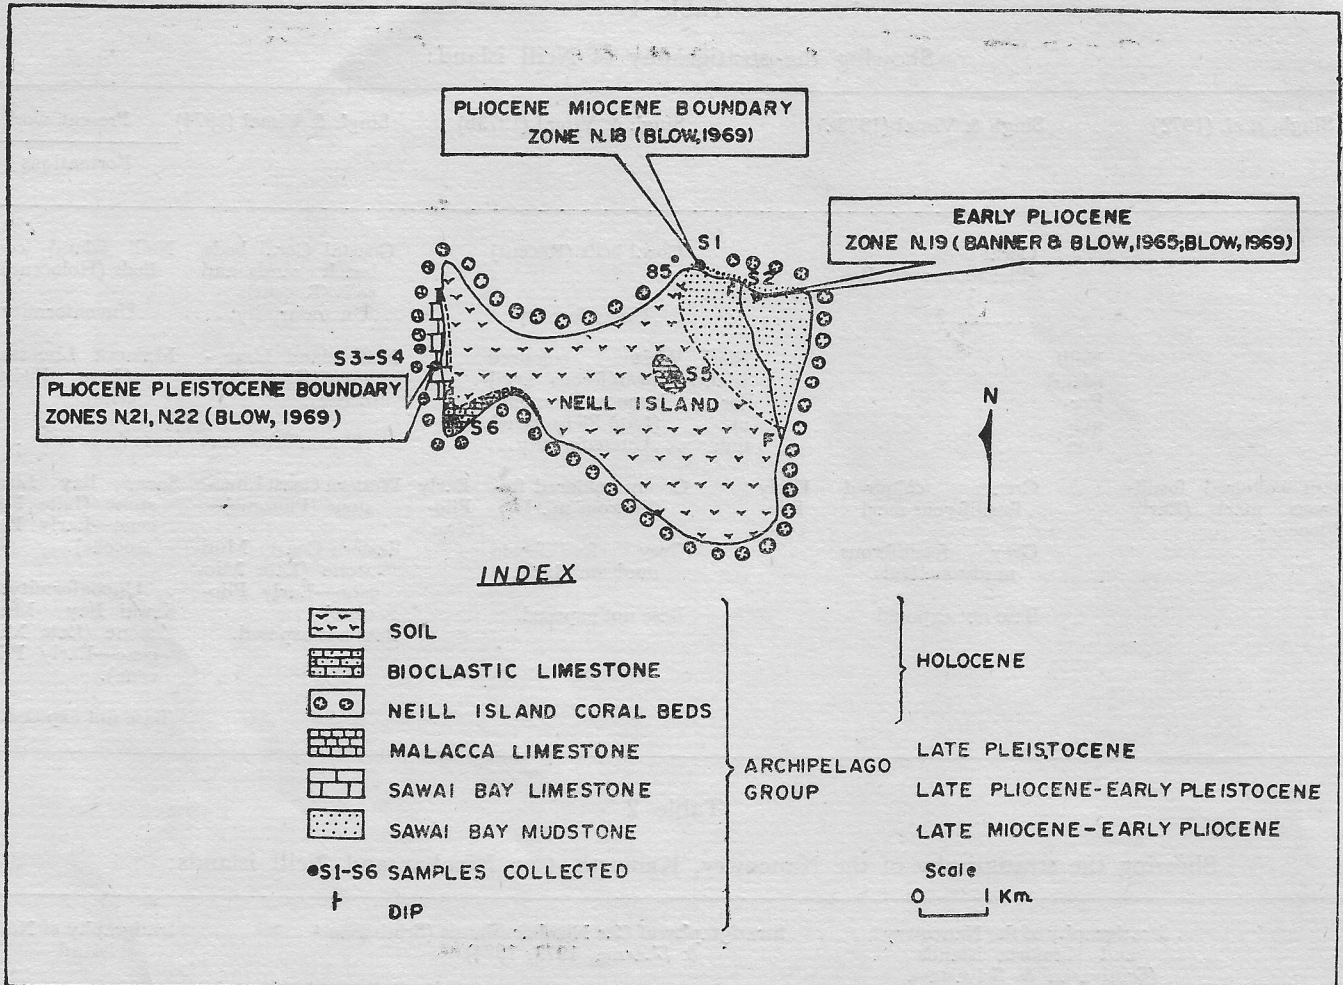 PLIOCENE MIOCENE BOUNDARY
ZONE N.18 (BLOW,1969)
EARLY PLIOCENE
ZONE N.19 (BANNER & BLOW,1965;BLOW,1969)
S1
85°
S2
F
S3-S4
PLIOCENE PLEISTOCENE BOUNDARY
ZONES N.21, N.22 (BLOW, 1969)
S5
NEILL ISLAND
S6
F
N
INDEX
SOIL
BIOCLASTIC LIMESTONE
HOLOCENE
NEILL ISLAND CORAL BEDS
MALACCA LIMESTONE
LATE PLEISTOCENE
ARCHIPELAGO
GROUP
SAWAI BAY LIMESTONE
LATE PLIOCENE-EARLY PLEISTOCENE
SAWAI BAY MUDSTONE
LATE MIOCENE-EARLY PLIOCENE
S1-S6 SAMPLES COLLECTED
DIP
Scale
0 1 Km.